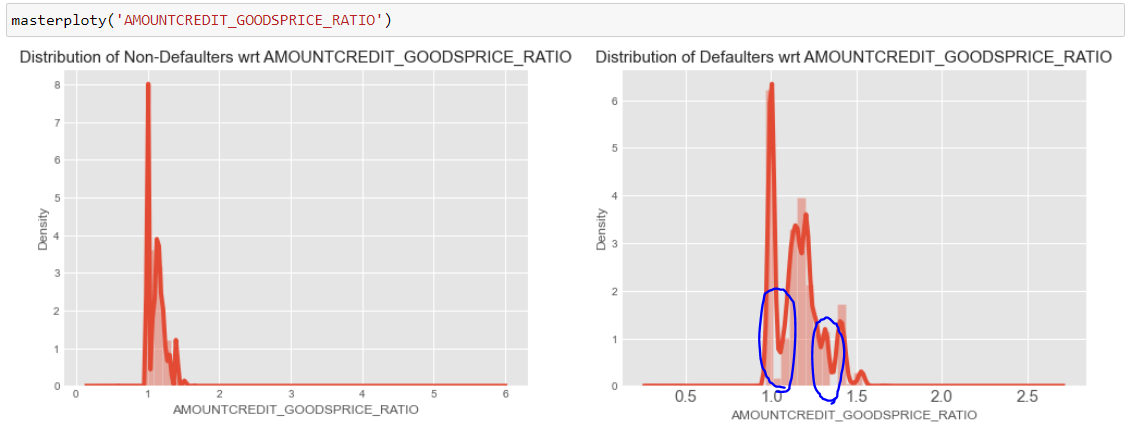 masterploty('AMOUNTCREDIT_GOODSPRICE_RATIO')
Distribution of Non-Defaulters wrt AMOUNTCREDIT_GOODSPRICE_RATIO
8
7
6
5
4
3
2
1
0
Density
0 1 2 3 4 5 6
AMOUNTCREDIT_GOODSPRICE_RATIO
Distribution of Defaulters wrt AMOUNTCREDIT_GOODSPRICE_RATIO
6
5
4
3
2
1
0
Density
0.5 1.0 1.5 2.0 2.5
AMOUNTCREDIT_GOODSPRICE_RATIO